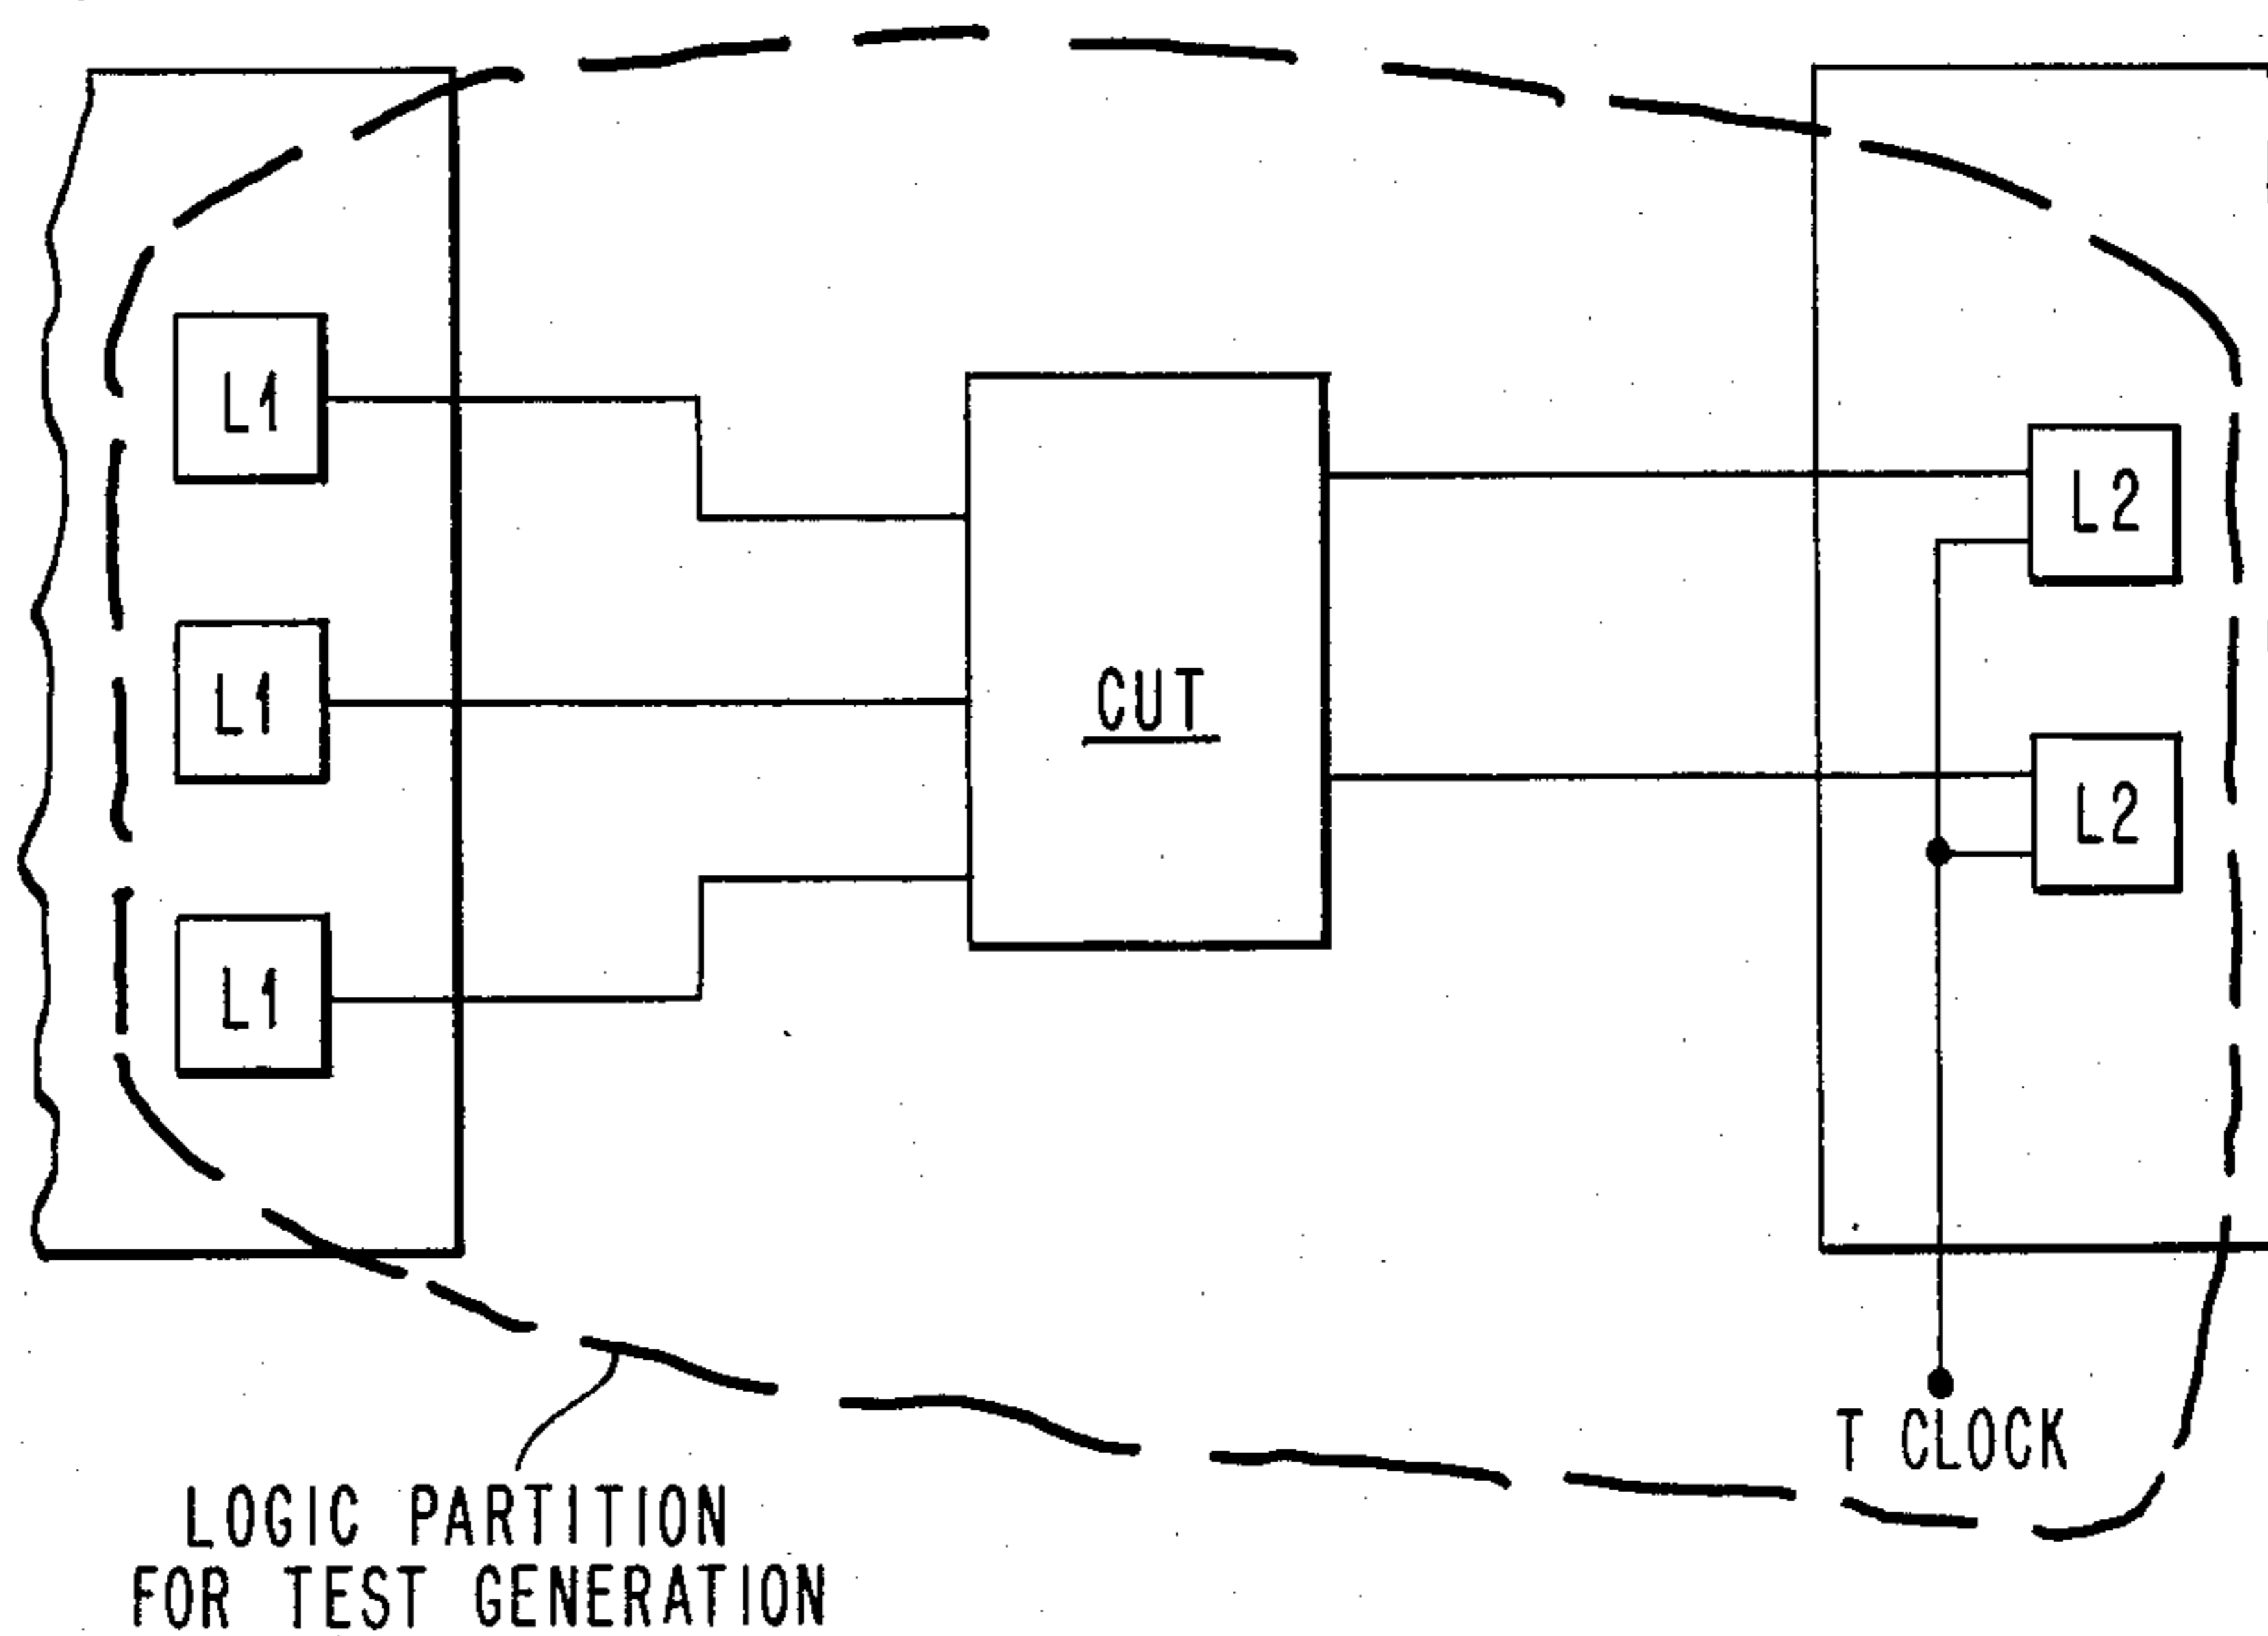 L1
L2
L1
CUT
L2
L1
T CLOCK
LOGIC PARTITION
FOR TEST GENERATION